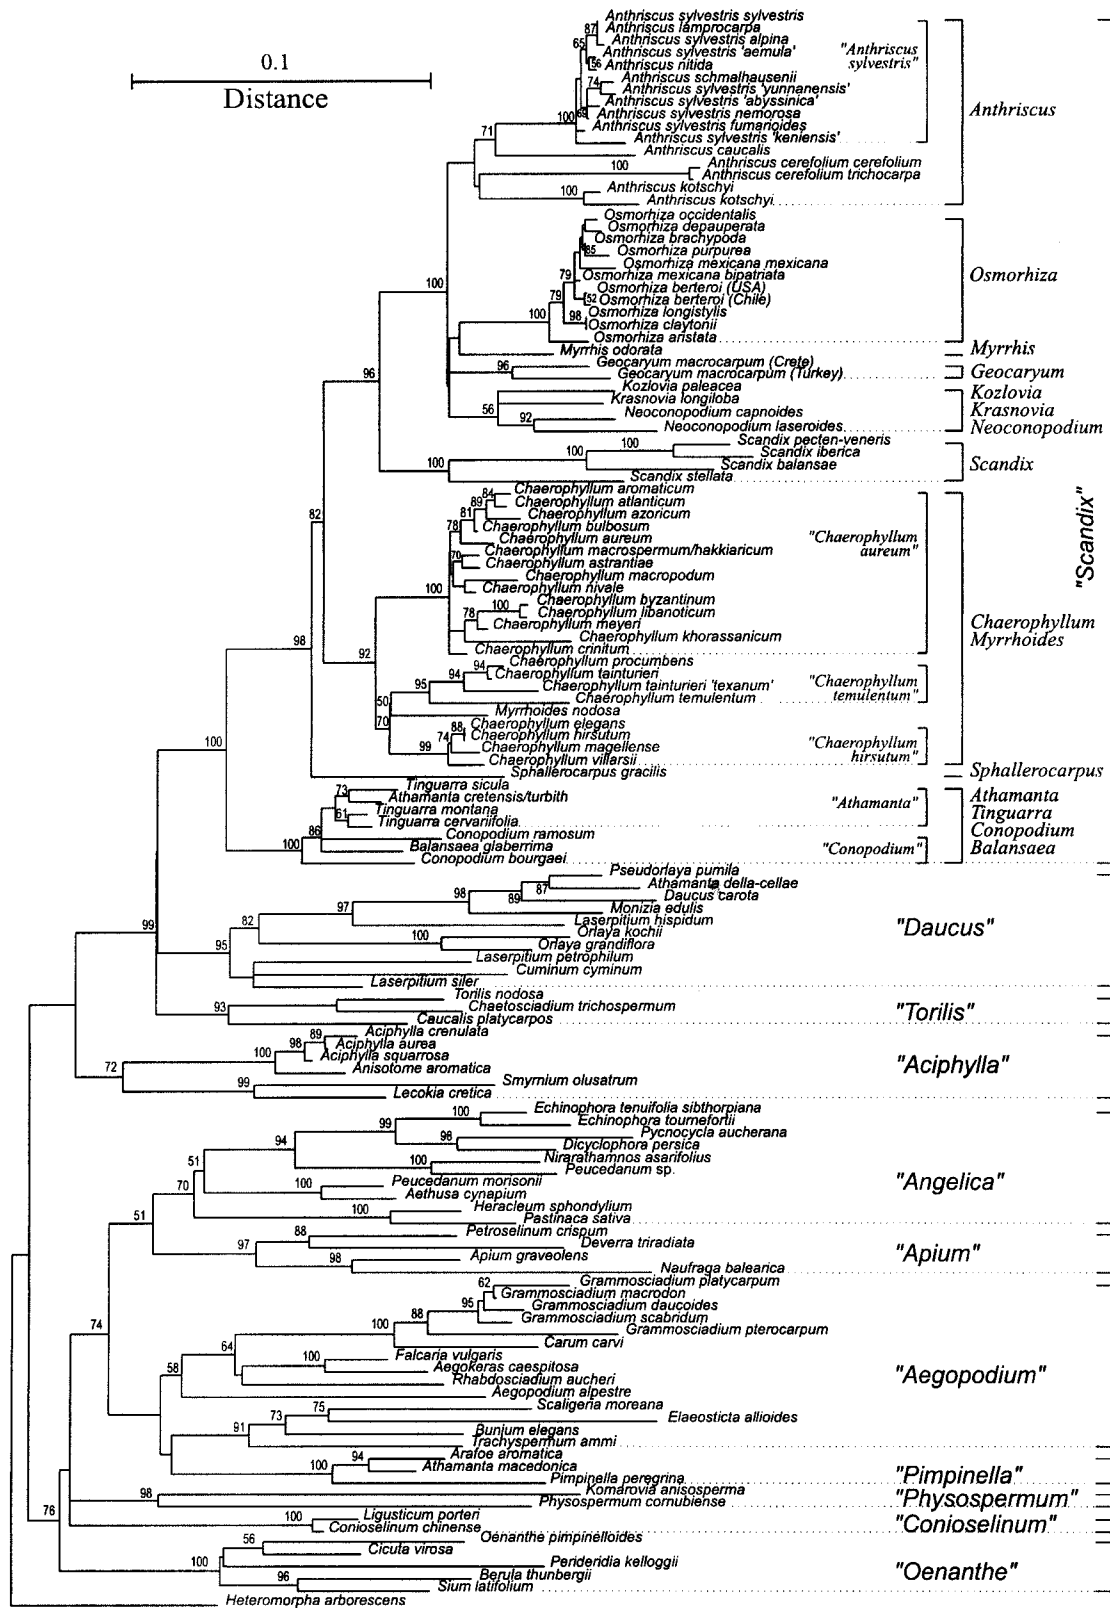 0.1
Distance
Anthriscus sylvestris sylvestris
87
Anthriscus lamprocarpa
Anthriscus sylvestris alpina
65
Anthriscus sylvestris 'aemula'
56
Anthriscus nitida
Anthriscus schmalhausenii
74
Anthriscus sylvestris 'yunnanensis'
Anthriscus sylvestris 'abyssinica'
Anthriscus sylvestris nemorosa
100
Anthriscus sylvestris fumarioides
Anthriscus sylvestris 'keniensis'
"Anthriscus
sylvestris"
71
Anthriscus caucalis
100
Anthriscus cerefolium cerefolium
Anthriscus cerefolium trichocarpa
100
Anthriscus kotschyi
Anthriscus kotschyi
Anthriscus
Osmorhiza occidentalis
Osmorhiza depauperata
Osmorhiza brachypoda
Osmorhiza purpurea
Osmorhiza mexicana mexicana
79
Osmorhiza mexicana bipatriata
Osmorhiza berteroi (USA)
79
52
Osmorhiza berteroi (Chile)
Osmorhiza longistylis
100
98
Osmorhiza claytonii
Osmorhiza aristata
Osmorhiza
100
Myrrhis odorata
Myrrhis
96
Geocaryum macrocarpum (Crete)
Geocaryum macrocarpum (Turkey)
Geocaryum
Kozlovia paleacea
Krasnovia longiloba
56
Neoconopodium capnoides
92
Neoconopodium laseroides
Kozlovia
Krasnovia
Neoconopodium
96
100
Scandix pecten-veneris
Scandix iberica
100
Scandix balansae
100
Scandix stellata
Scandix
82
84
Chaerophyllum aromaticum
89
Chaerophyllum atlanticum
81
Chaerophyllum azoricum
78
Chaerophyllum bulbosum
Chaerophyllum aureum
Chaerophyllum macrospermum/hakkiaricum
70
Chaerophyllum astrantiae
Chaerophyllum macropodum
100
Chaerophyllum nivale
Chaerophyllum byzantinum
100
Chaerophyllum libanoticum
78
Chaerophyllum meyeri
Chaerophyllum khorassanicum
Chaerophyllum crinitum
"Chaerophyllum
aureum"
92
Chaerophyllum procumbens
94
Chaerophyllum tainturieri
94
Chaerophyllum tainturieri 'texanum'
95
Chaerophyllum temulentum
"Chaerophyllum
temulentum"
50
Myrrhoides nodosa
70
Chaerophyllum elegans
88
Chaerophyllum hirsutum
74
Chaerophyllum magellense
99
Chaerophyllum villarsii
"Chaerophyllum
hirsutum"
Chaerophyllum
Myrrhoides
98
Sphallerocarpus gracilis
Sphallerocarpus
100
Tinguarra sicula
73
Athamanta cretensis/turbith
Tinguarra montana
61
Tinguarra cervariifolia
"Athamanta"
86
Conopodium ramosum
Balansaea glaberrima
100
Conopodium bourgaei
"Conopodium"
Athamanta
Tinguarra
Conopodium
Balansaea
"Scandix"
99
Pseudorlaya pumila
87
Athamanta della-cellae
98
89
Daucus carota
97
Monizia edulis
82
Laserpitium hispidum
Orlaya kochii
100
Orlaya grandiflora
95
Laserpitium petrophilum
Cuminum cyminum
Laserpitium siler
"Daucus"
Torilis nodosa
93
Chaetosciadium trichospermum
Caucalis platycarpos
"Torilis"
89
Aciphylla crenulata
98
Aciphylla aurea
100
Aciphylla squarrosa
Anisotome aromatica
72
99
Smyrnium olusatrum
Lecokia cretica
"Aciphylla"
Echinophora tenuifolia sibthorpiana
100
Echinophora tournefortii
99
Pycnocycla aucherana
98
Dicyclophora persica
94
Nirarathamnos asarifolius
100
Peucedanum sp.
51
Peucedanum morisonii
100
Aethusa cynapium
70
Heracleum sphondylium
100
Pastinaca sativa
"Angelica"
51
Petroselinum crispum
88
Deverra triradiata
97
Apium graveolens
98
Naufraga balearica
"Apium"
74
62
Grammosciadium platycarpum
Grammosciadium macrodon
95
Grammosciadium daucoides
88
Grammosciadium scabridum
100
Grammosciadium pterocarpum
Carum carvi
64
Falcaria vulgaris
100
Aegokeras caespitosa
58
Rhabdosciadium aucheri
Aegopodium alpestre
75
Scaligeria moreana
73
Elaeosticta allioides
91
Bunium elegans
Trachyspermum ammi
"Aegopodium"
Arafoe aromatica
94
Athamanta macedonica
100
Pimpinella peregrina
"Pimpinella"
98
Komarovia anisosperma
Physospermum cornubiense
"Physospermum"
76
100
Ligusticum porteri
Conioselinum chinense
"Conioselinum"
56
Oenanthe pimpinelloides
Cicuta virosa
100
Perideridia kelloggii
96
Berula thunbergii
Sium latifolium
"Oenanthe"
Heteromorpha arborescens